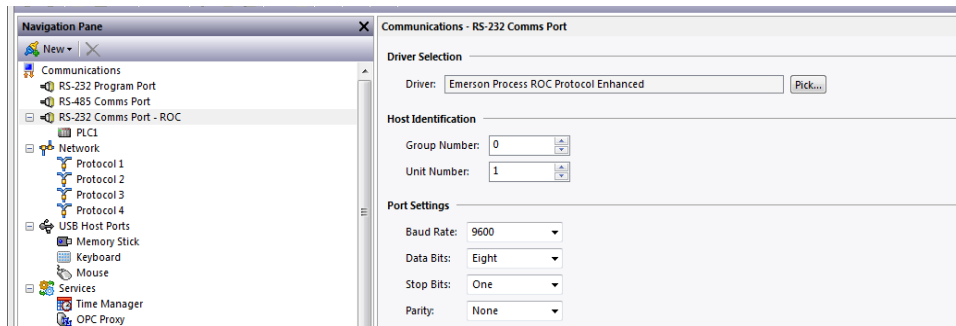 Navigation Pane
New
Communications
RS-232 Program Port
RS-485 Comms Port
RS-232 Comms Port - ROC
PLC1
Network
Protocol 1
Protocol 2
Protocol 3
Protocol 4
USB Host Ports
Memory Stick
Keyboard
Mouse
Services
Time Manager
OPC Proxy
Communications - RS-232 Comms Port
Driver Selection
Driver: Emerson Process ROC Protocol Enhanced Pick...
Host Identification
Group Number: 0
Unit Number: 1
Port Settings
Baud Rate: 9600
Data Bits: Eight
Stop Bits: One
Parity: None